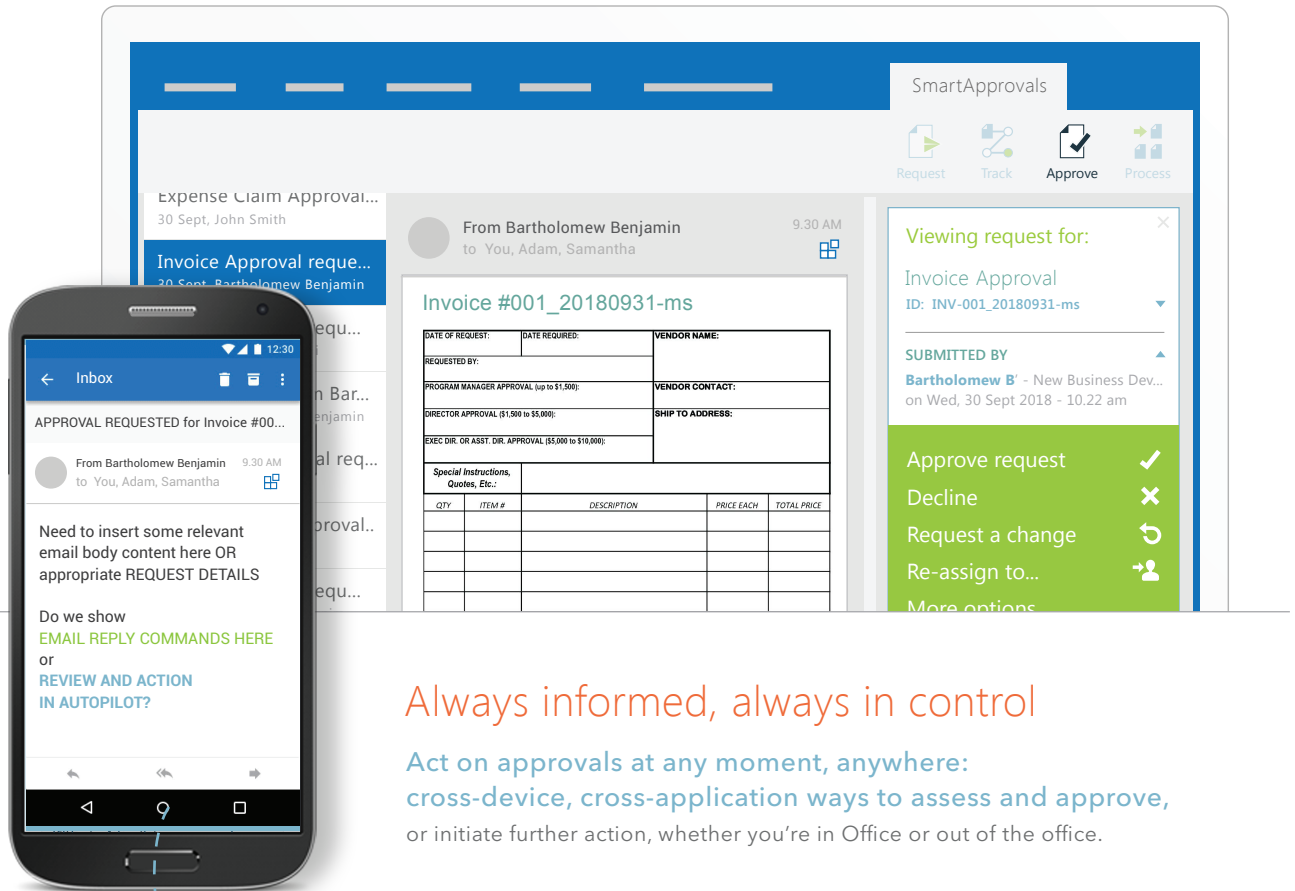 SmartApprovals
Request
Track
Approve
Process
Expense Claim Approval...
30 Sept, John Smith
Invoice Approval reque...
30 Sept, Bartholomew Benjamin
equ...
n Bar...
enjamin
al req...
proval..
equ...
From Bartholomew Benjamin
9.30 AM
to You, Adam, Samantha
Invoice #001_20180931-ms
DATE OF REQUEST:
DATE REQUIRED:
VENDOR NAME:
REQUESTED BY:
PROGRAM MANAGER APPROVAL (up to $1,500):
VENDOR CONTACT:
DIRECTOR APPROVAL ($1,500 to $5,000):
SHIP TO ADDRESS:
EXEC DIR. OR ASST. DIR. APPROVAL ($5,000 to $10,000):
Special Instructions,
Quotes, Etc.:
QTY
ITEM #
DESCRIPTION
PRICE EACH
TOTAL PRICE
Viewing request for:
Invoice Approval
ID: INV-001_20180931-ms
SUBMITTED BY
Bartholomew B' - New Business Dev...
on Wed, 30 Sept 2018 - 10.22 am
Approve request
Decline
Request a change
Re-assign to...
More options
12:30
Inbox
APPROVAL REQUESTED for Invoice #00...
From Bartholomew Benjamin
9.30 AM
to You, Adam, Samantha
Need to insert some relevant
email body content here OR
appropriate REQUEST DETAILS
Do we show
EMAIL REPLY COMMANDS HERE
or
REVIEW AND ACTION
IN AUTOPILOT?
Always informed, always in control
Act on approvals at any moment, anywhere:
cross-device, cross-application ways to assess and approve,
or initiate further action, whether you're in Office or out of the office.